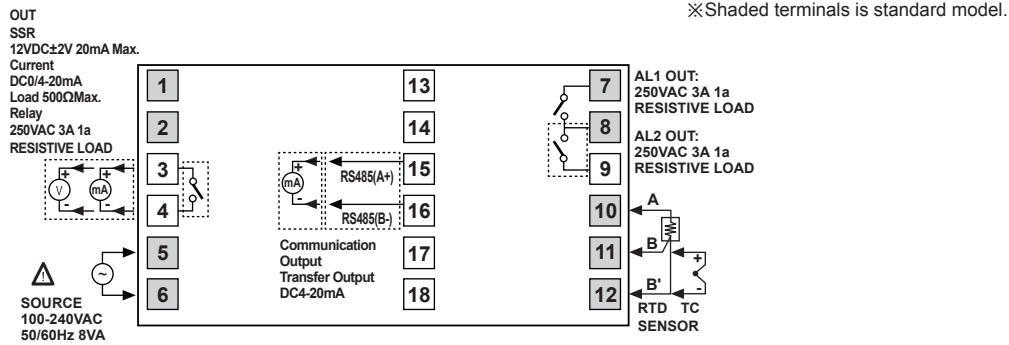 ※Shaded terminals is standard model.
OUT
SSR
12VDC±2V 20mA Max.
Current
DC0/4-20mA
Load 500ΩMax.
Relay
250VAC 3A 1a
RESISTIVE LOAD
+ +
V mA
- -
1
2
3
4
5
6
~
!
SOURCE
100-240VAC
50/60Hz 8VA
13
14
15
16
17
18
+
mA
-
RS485(A+)
RS485(B-)
Communication
Output
Transfer Output
DC4-20mA
7
8
9
10
11
12
AL1 OUT:
250VAC 3A 1a
RESISTIVE LOAD
AL2 OUT:
250VAC 3A 1a
RESISTIVE LOAD
A
B
B'
+
-
RTD TC
SENSOR